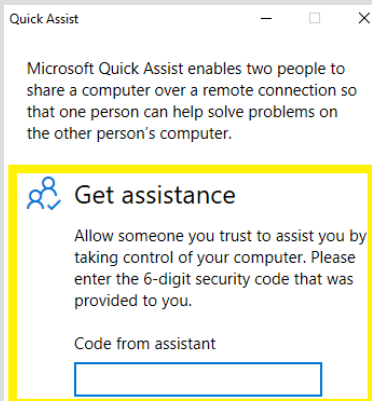 Quick Assist
Microsoft Quick Assist enables two people to
share a computer over a remote connection so
that one person can help solve problems on
the other person's computer.
Get assistance
Allow someone you trust to assist you by
taking control of your computer. Please
enter the 6-digit security code that was
provided to you.
Code from assistant